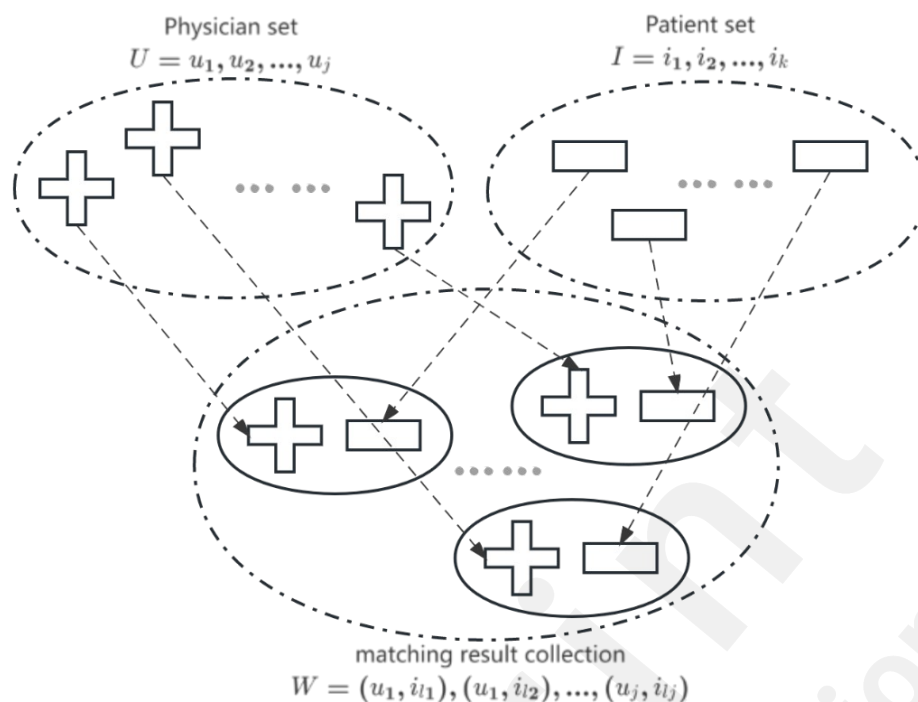 Physician set
U = u₁, u₂, ..., uⱼ
Patient set
I = i₁, i₂, ..., iₖ
matching result collection
W = (u₁, iₗ₁), (u₁, iₗ₂), ..., (uⱼ, iₗⱼ)